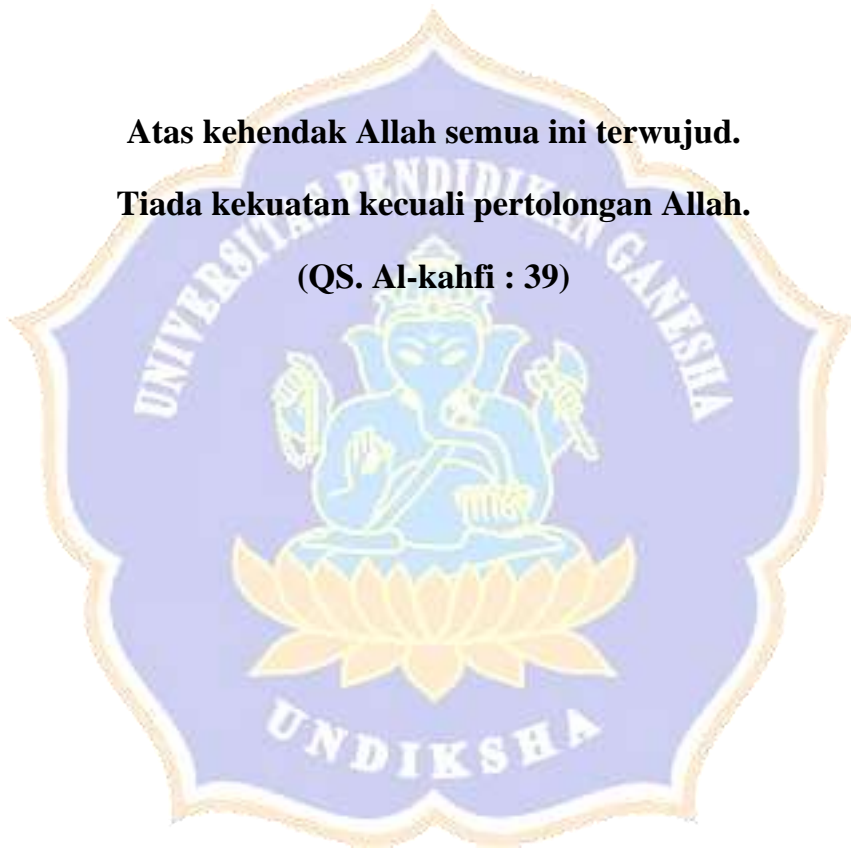 Atas kehendak Allah semua ini terwujud.
Tiada kekuatan kecuali pertolongan Allah.
(QS. Al-kahfi : 39)
UNIVERSITAS PENDIDIKAN GANESHA
UNDIKSHA